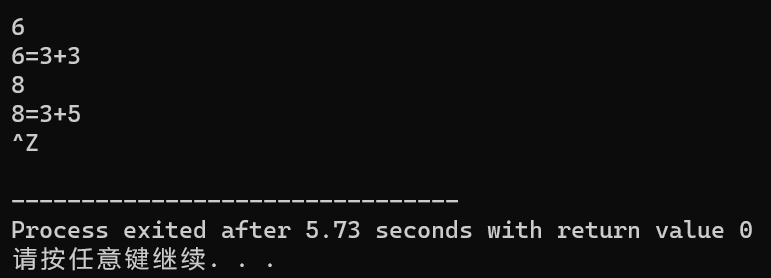 6
6=3+3
8
8=3+5
^Z
--------------------------------
Process exited after 5.73 seconds with return value 0
请按任意键继续. . .